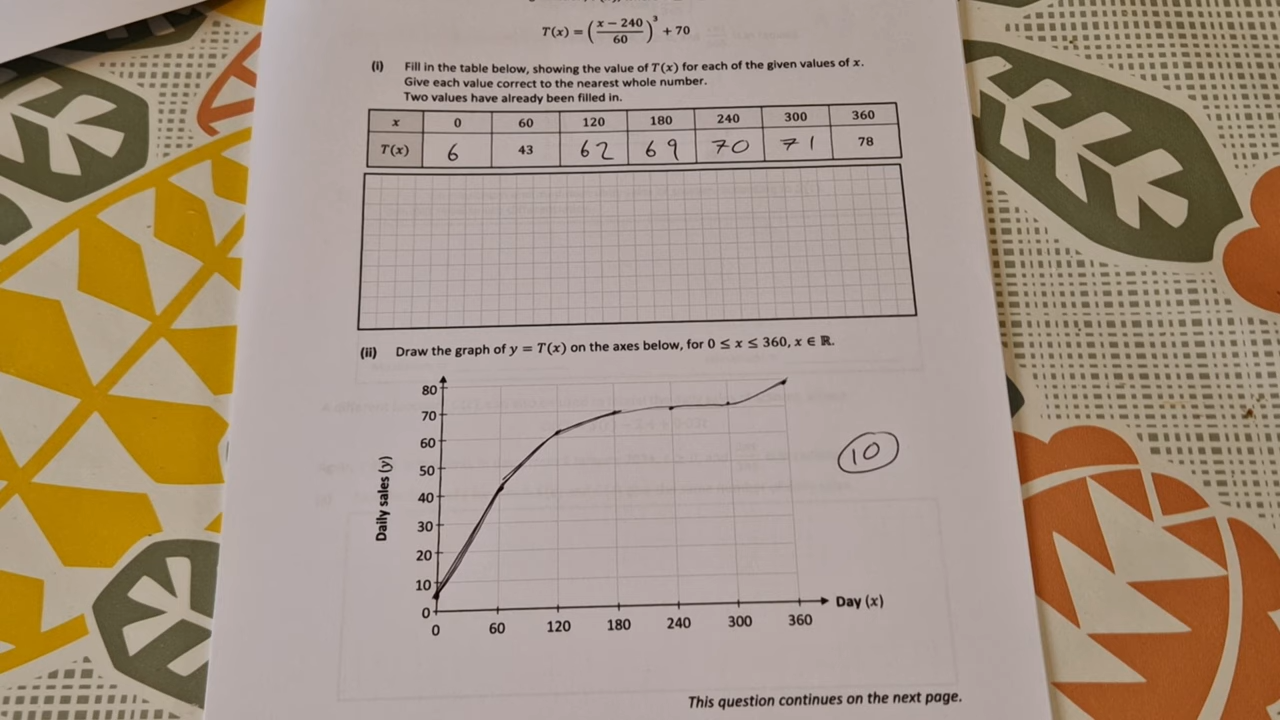 T(x) = ((x − 240)/60)³ + 70
(i) Fill in the table below, showing the value of T(x) for each of the given values of x.
Give each value correct to the nearest whole number.
Two values have already been filled in.
x 0 60 120 180 240 300 360
T(x) 6 43 62 69 70 71 78
(ii) Draw the graph of y = T(x) on the axes below, for 0 ≤ x ≤ 360, x ∈ ℝ.
80
70
60
50
40
30
20
10
0
Daily sales (y)
10
0 60 120 180 240 300 360
Day (x)
This question continues on the next page.